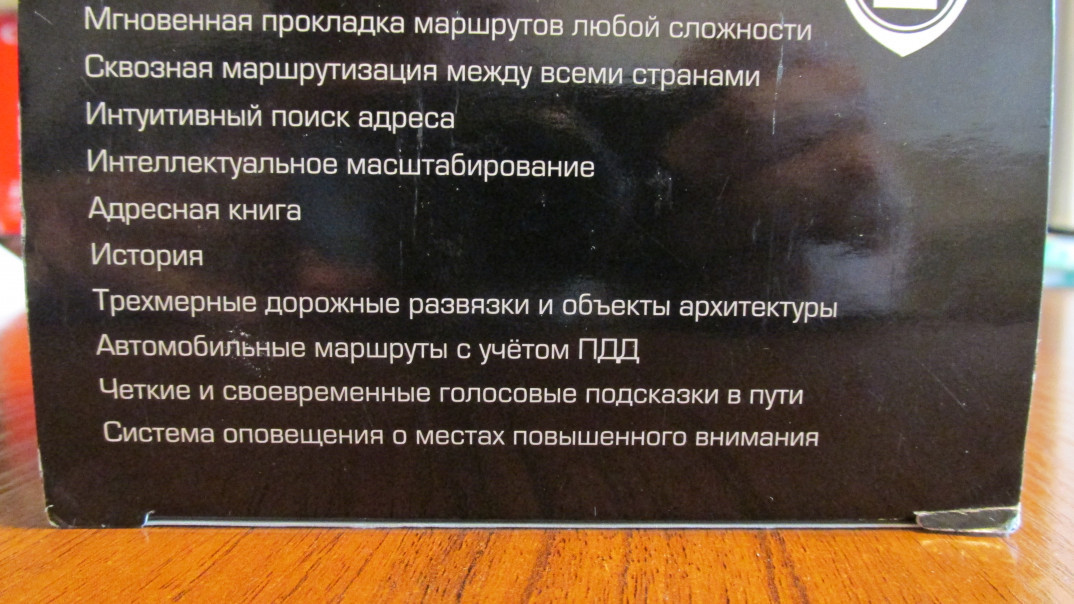 Мгновенная прокладка маршрутов любой сложности
Сквозная маршрутизация между всеми странами
Интуитивный поиск адреса
Интеллектуальное масштабирование
Адресная книга
История
Трехмерные дорожные развязки и объекты архитектуры
Автомобильные маршруты с учётом ПДД
Четкие и своевременные голосовые подсказки в пути
Система оповещения о местах повышенного внимания